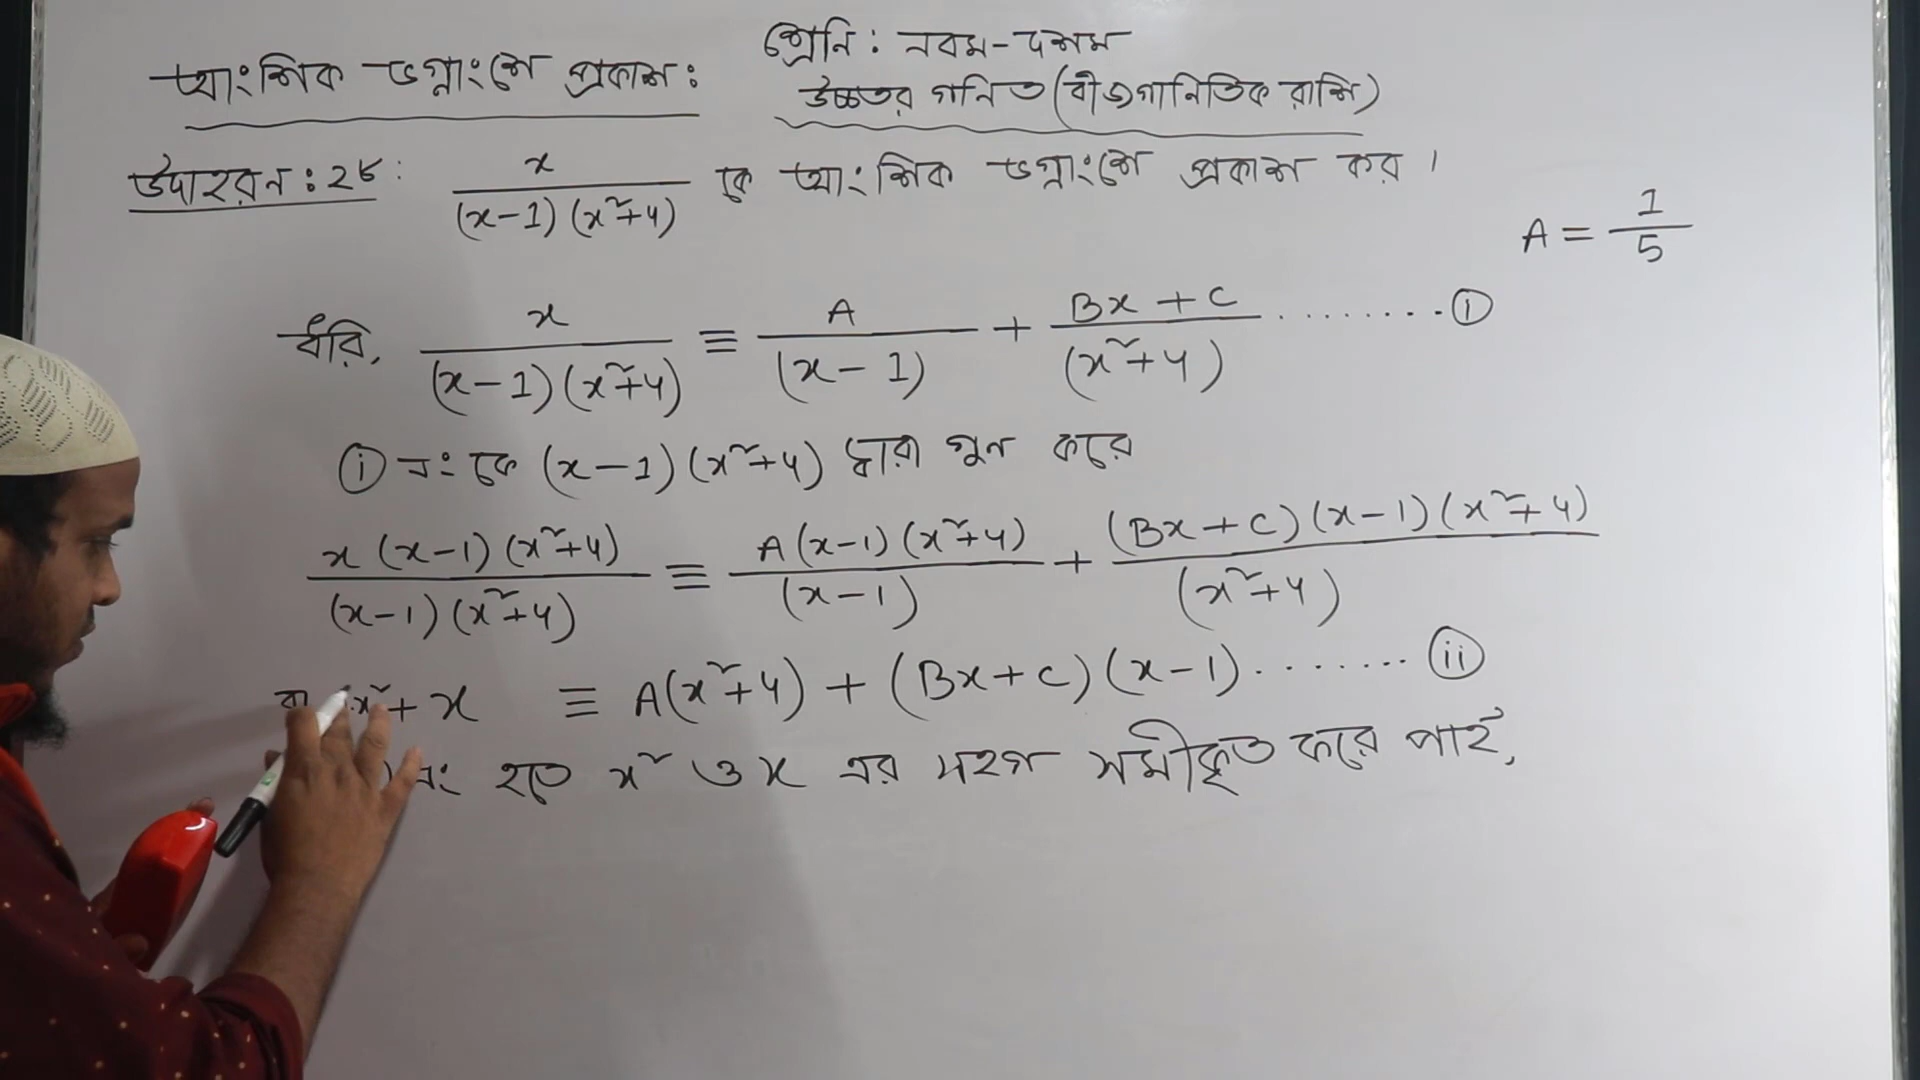 আংশিক ভগ্নাংশে প্রকাশ:
শ্রেনি: নবম-দশম
উচ্চতর গনিত (বীজগানিতিক রাশি)
উদাহরন: ২৮: x/((x-1)(x²+4)) কে আংশিক ভগ্নাংশে প্রকাশ কর।
A = 1/5
ধরি, x/((x-1)(x²+4)) ≡ A/(x-1) + (Bx+C)/(x²+4) ......... (i)
(i) নং কে (x-1)(x²+4) দ্বারা গুন করে
x(x-1)(x²+4)/((x-1)(x²+4)) ≡ A(x-1)(x²+4)/(x-1) + (Bx+C)(x-1)(x²+4)/(x²+4)
বা x²+x ≡ A(x²+4) + (Bx+C)(x-1) ........ (ii)
নং হতে x² ও x এর সহগ সমীকৃত করে পাই,